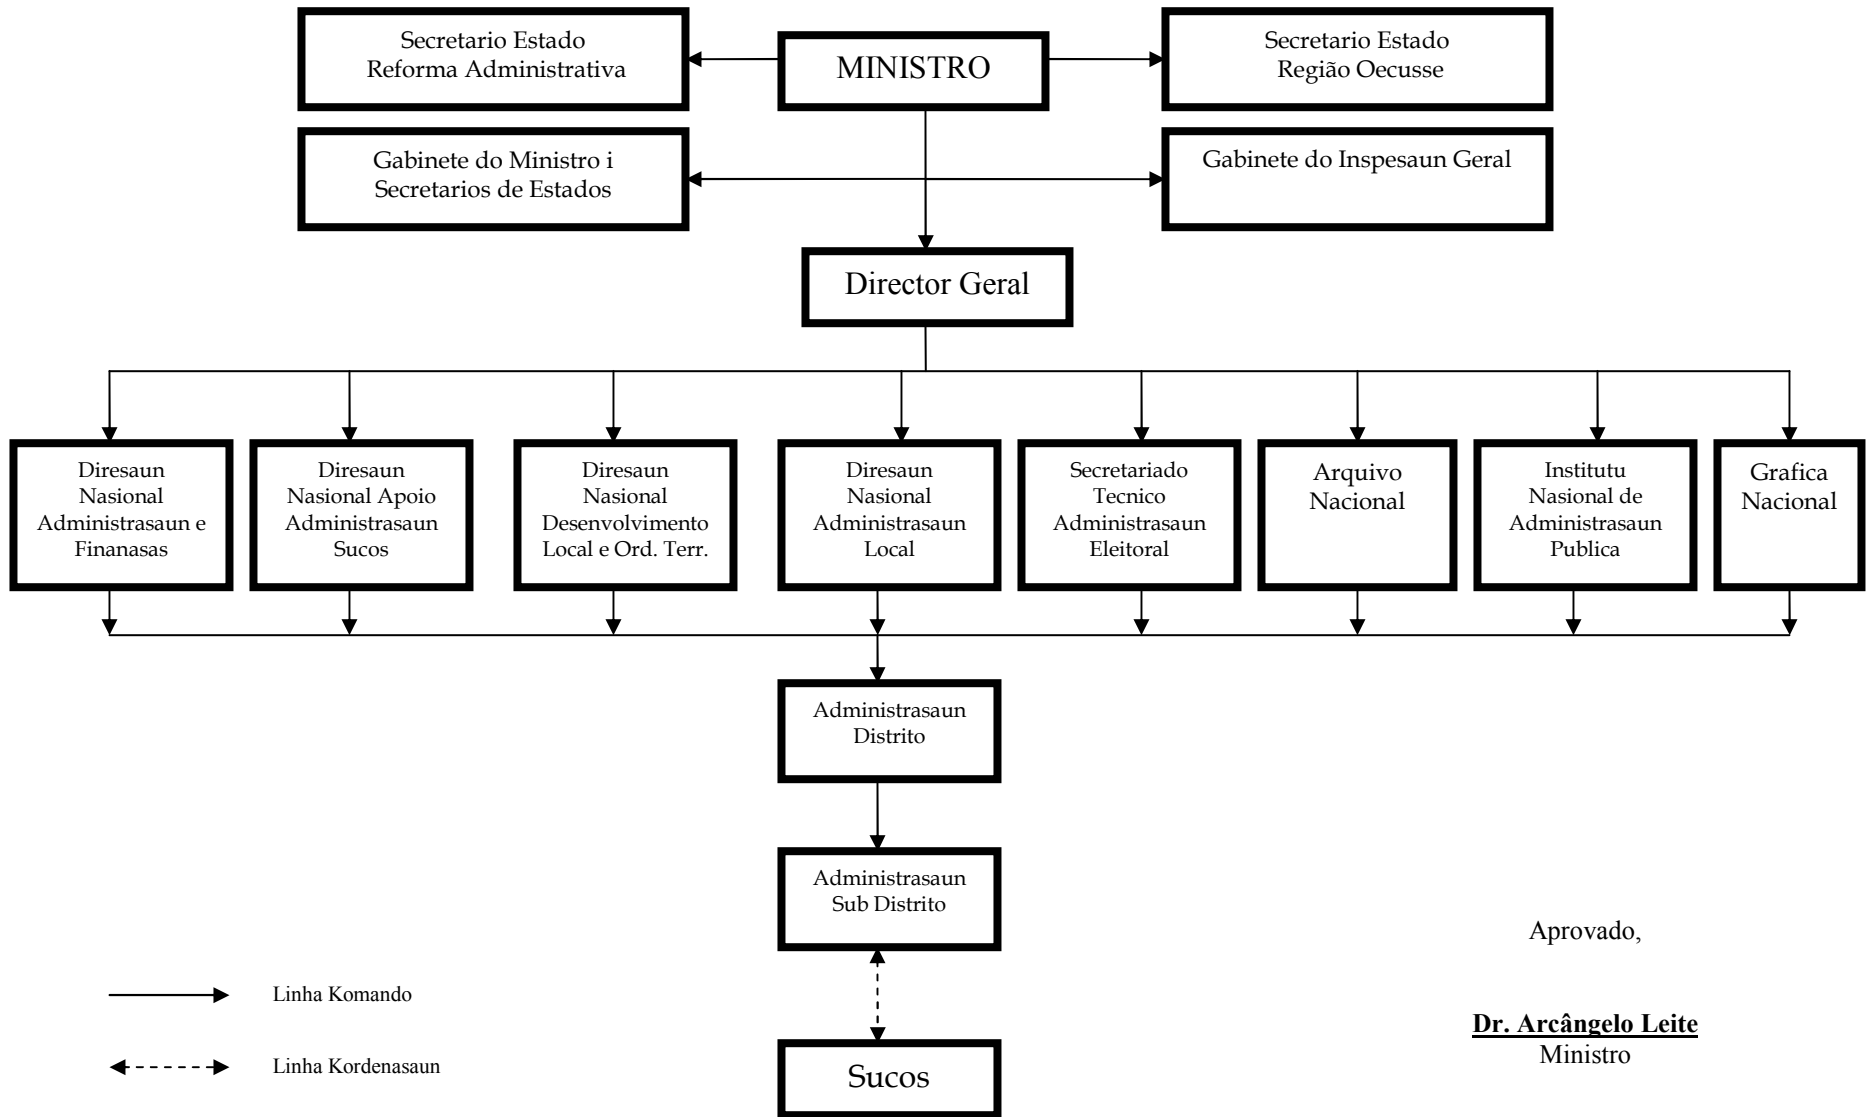 Secretario Estado
Reforma Administrativa
MINISTRO
Secretario Estado
Região Oecusse
Gabinete do Ministro i
Secretarios de Estados
Gabinete do Inspesaun Geral
Director Geral
Diresaun
Nasional
Administrasaun e
Finanasas
Diresaun
Nasional Apoio
Administrasaun
Sucos
Diresaun
Nasional
Desenvolvimento
Local e Ord. Terr.
Diresaun
Nasional
Administrasaun
Local
Secretariado
Tecnico
Administrasaun
Eleitoral
Arquivo
Nacional
Institutu
Nasional de
Administrasaun
Publica
Grafica
Nacional
Administrasaun
Distrito
Administrasaun
Sub Distrito
Sucos
Linha Komando
Linha Kordenasaun
Aprovado,
Dr. Arcângelo Leite
Ministro